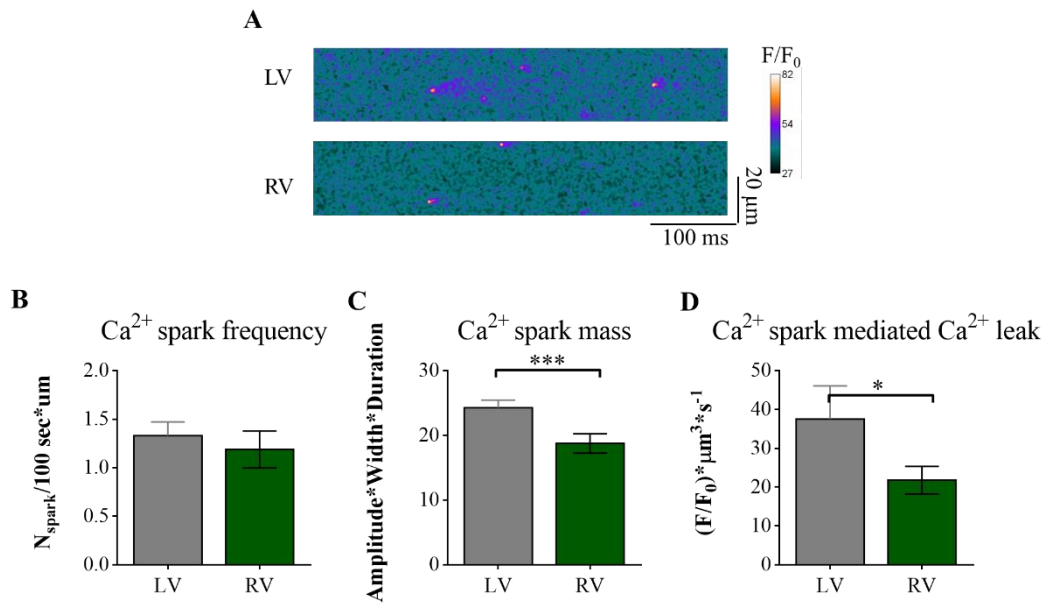 A
LV
RV
F/F₀
82
54
27
20 μm
100 ms
B
Ca²⁺ spark frequency
N_spark/100 sec*um
2.0
1.5
1.0
0.5
0.0
LV
RV
C
Ca²⁺ spark mass
Amplitude*Width*Duration
30
20
10
0
***
LV
RV
D
Ca²⁺ spark mediated Ca²⁺ leak
(F/F₀)*μm³*s⁻¹
50
40
30
20
10
0
*
LV
RV